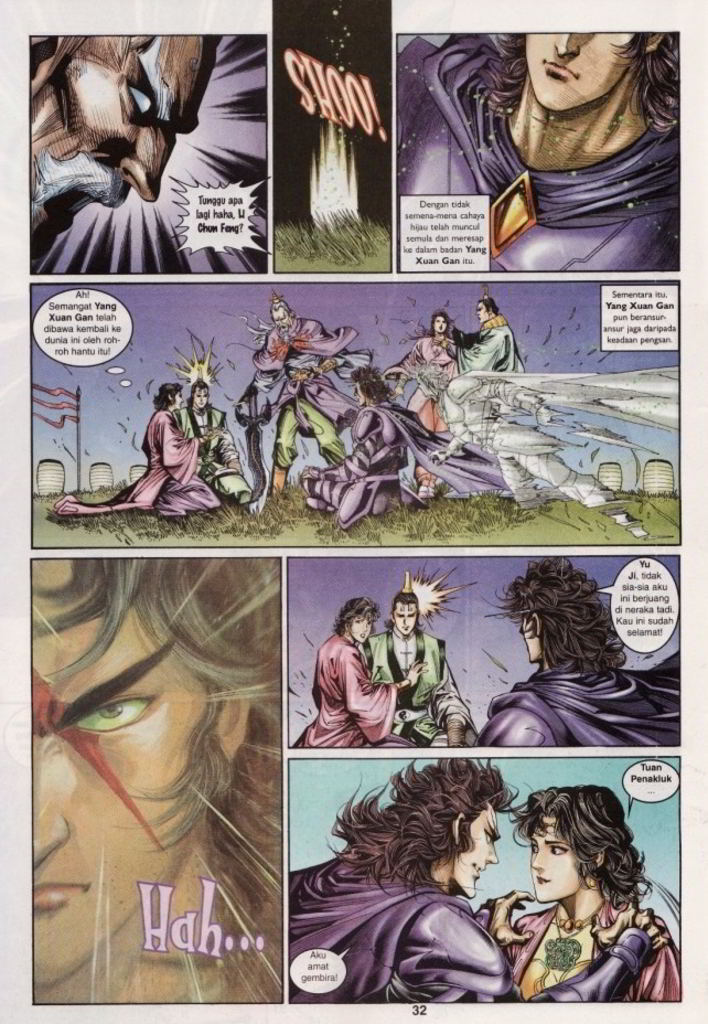 Tunggu apa
lagi haha, Li
Chun Feng?
SHOO!
Dengan tidak
semena-mena cahaya
hijau telah muncul
semula dan meresap
ke dalam badan Yang
Xuan Gan itu.
Ah!
Semangat Yang
Xuan Gan telah
dibawa kembali ke
dunia ini oleh roh-
roh hantu itu!
Sementara itu,
Yang Xuan Gan
pun beransur-
ansur jaga daripada
keadaan pengsan.
Hah...
Yu
Ji, tidak
sia-sia aku
ini berjuang
di neraka tadi.
Kau ini sudah
selamat!
Tuan
Penakluk
...
Aku
amat
gembira!
32